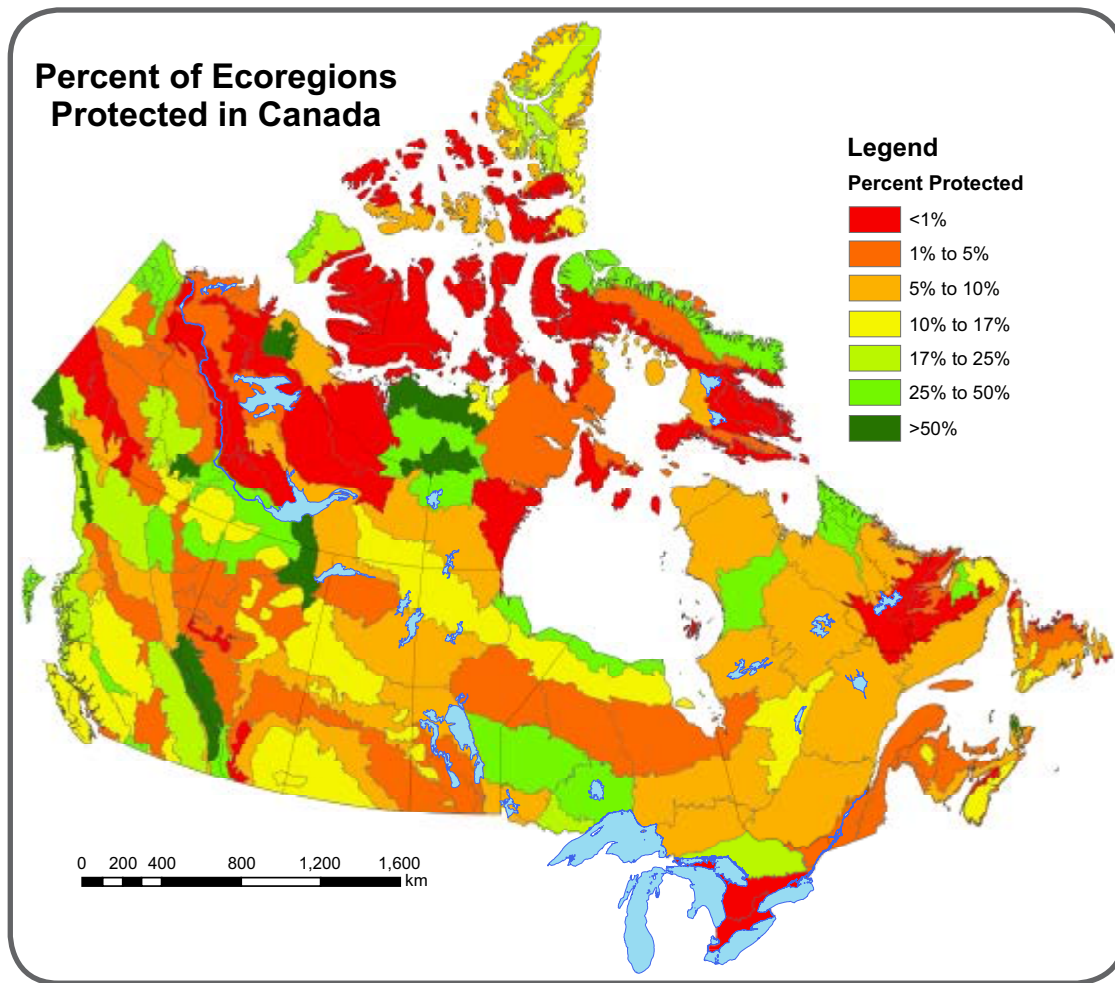 Percent of Ecoregions
Protected in Canada
Legend
Percent Protected
<1%
1% to 5%
5% to 10%
10% to 17%
17% to 25%
25% to 50%
>50%
0 200 400 800 1,200 1,600
km